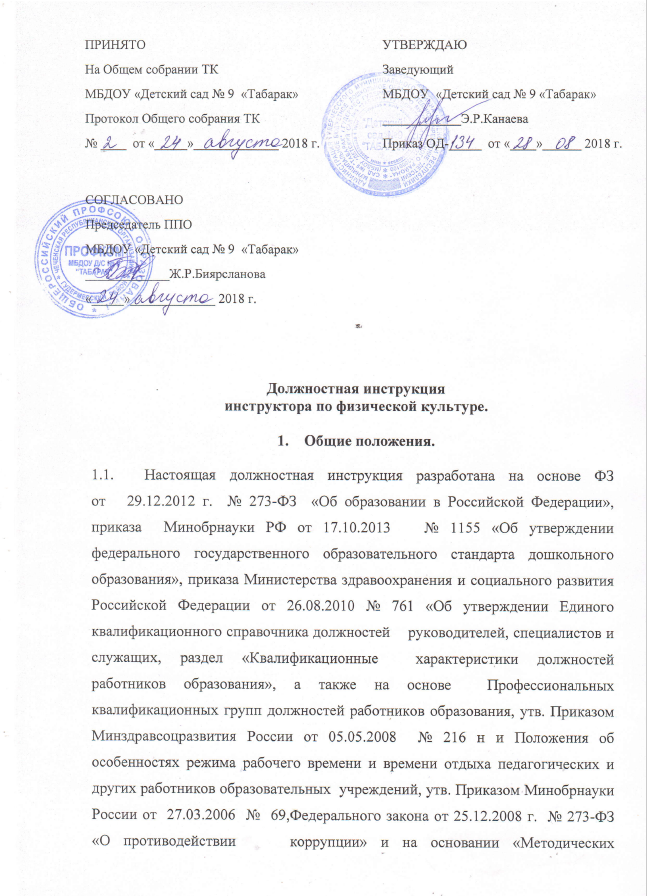 ПРИНЯТО
На Общем собрании ТК
МБДОУ «Детский сад № 9 «Табарак»
Протокол Общего собрания ТК
№ 2 от « 24 » августа 2018 г.
УТВЕРЖДАЮ
Заведующий
МБДОУ «Детский сад № 9 «Табарак»
Э.Р.Канаева
Приказ ОД-134 от « 28 » 08 2018 г.
СОГЛАСОВАНО
Председатель ППО
МБДОУ «Детский сад № 9 «Табарак»
Ж.Р.Биярсланова
« 24 » августа 2018 г.
ОБЩЕРОССИЙСКИЙ ПРОФСОЮЗ
ПРОФКОМ
МБДОУ Д/С №9
"ТАБАРАК"
Должностная инструкция
инструктора по физической культуре.
1. Общие положения.
1.1. Настоящая должностная инструкция разработана на основе ФЗ
от 29.12.2012 г. № 273-ФЗ «Об образовании в Российской Федерации»,
приказа Минобрнауки РФ от 17.10.2013 № 1155 «Об утверждении
федерального государственного образовательного стандарта дошкольного
образования», приказа Министерства здравоохранения и социального развития
Российской Федерации от 26.08.2010 № 761 «Об утверждении Единого
квалификационного справочника должностей руководителей, специалистов и
служащих, раздел «Квалификационные характеристики должностей
работников образования», а также на основе Профессиональных
квалификационных групп должностей работников образования, утв. Приказом
Минздравсоцразвития России от 05.05.2008 № 216 н и Положения об
особенностях режима рабочего времени и времени отдыха педагогических и
других работников образовательных учреждений, утв. Приказом Минобрнауки
России от 27.03.2006 № 69,Федерального закона от 25.12.2008 г. № 273-ФЗ
«О противодействии коррупции» и на основании «Методических